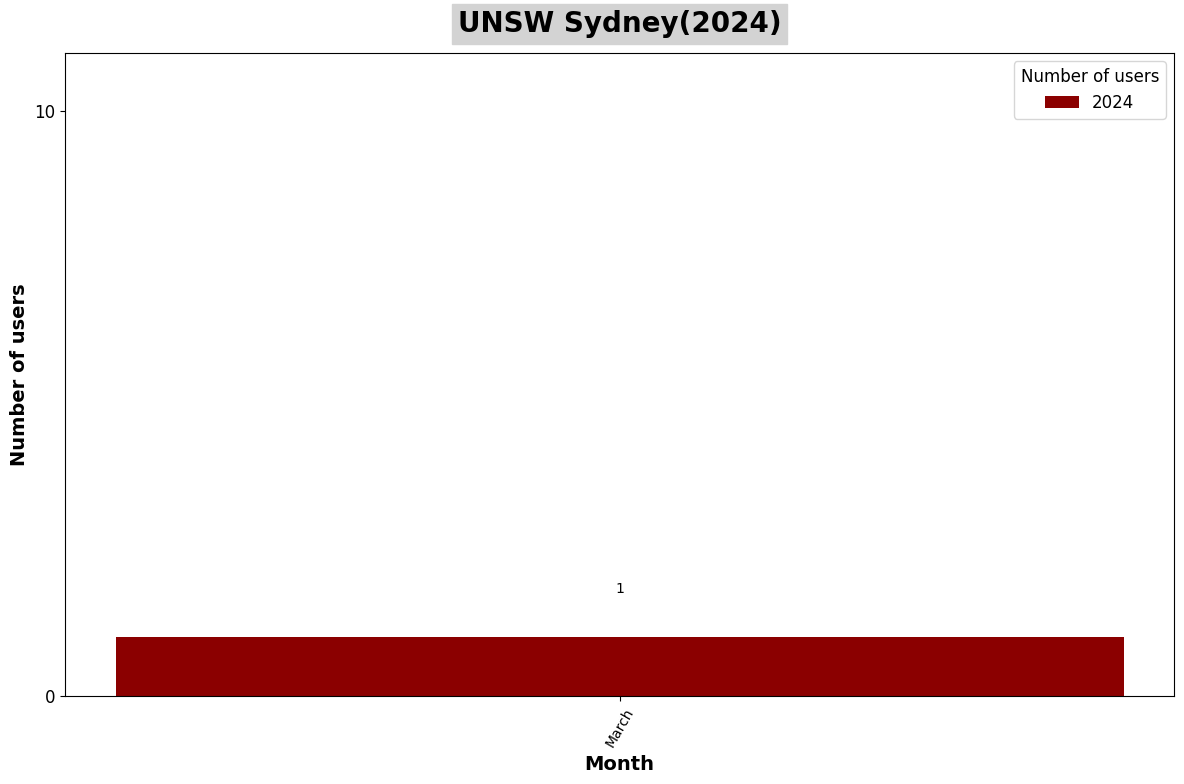 UNSW Sydney(2024)
Number of users
2024
10
Number of users
1
0
March
Month